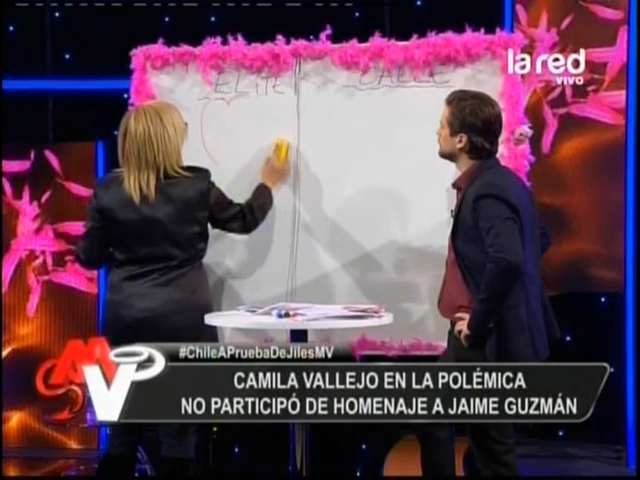 ELITE CALLE
la red
VIVO
#ChileAPruebaDeJilesMV
MV
CAMILA VALLEJO EN LA POLÉMICA
NO PARTICIPÓ DE HOMENAJE A JAIME GUZMÁN